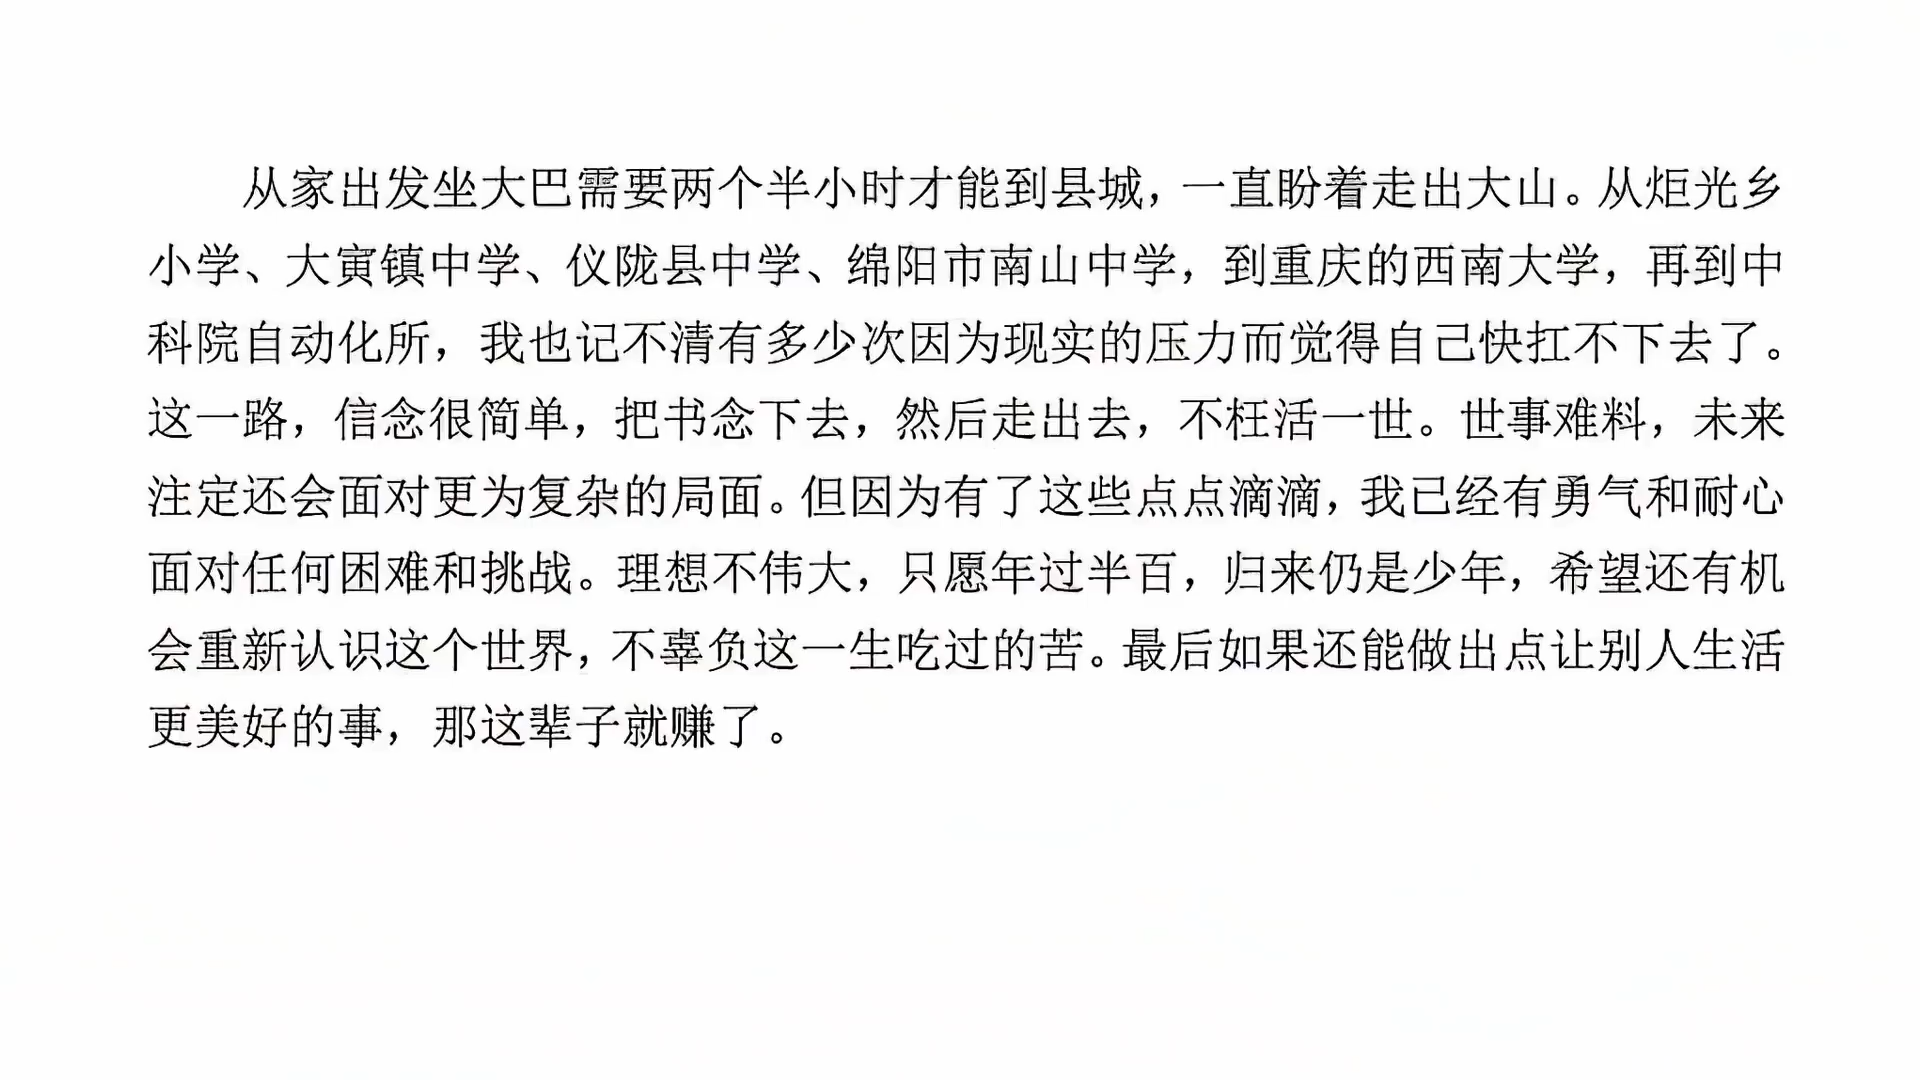 从家出发坐大巴需要两个半小时才能到县城，一直盼着走出大山。从炬光乡
小学、大寅镇中学、仪陇县中学、绵阳市南山中学，到重庆的西南大学，再到中
科院自动化所，我也记不清有多少次因为现实的压力而觉得自己快扛不下去了。
这一路，信念很简单，把书念下去，然后走出去，不枉活一世。世事难料，未来
注定还会面对更为复杂的局面。但因为有了这些点点滴滴，我已经有勇气和耐心
面对任何困难和挑战。理想不伟大，只愿年过半百，归来仍是少年，希望还有机
会重新认识这个世界，不辜负这一生吃过的苦。最后如果还能做出点让别人生活
更美好的事，那这辈子就赚了。